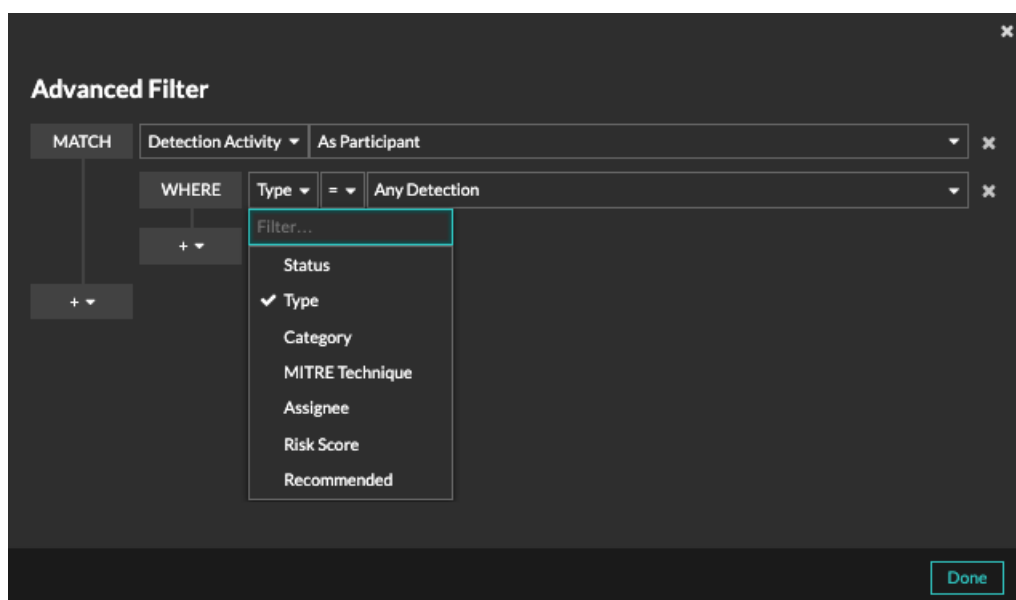 Advanced Filter
MATCH Detection Activity As Participant
WHERE Type = Any Detection
Filter...
+
Status
+
Type
Category
MITRE Technique
Assignee
Risk Score
Recommended
Done